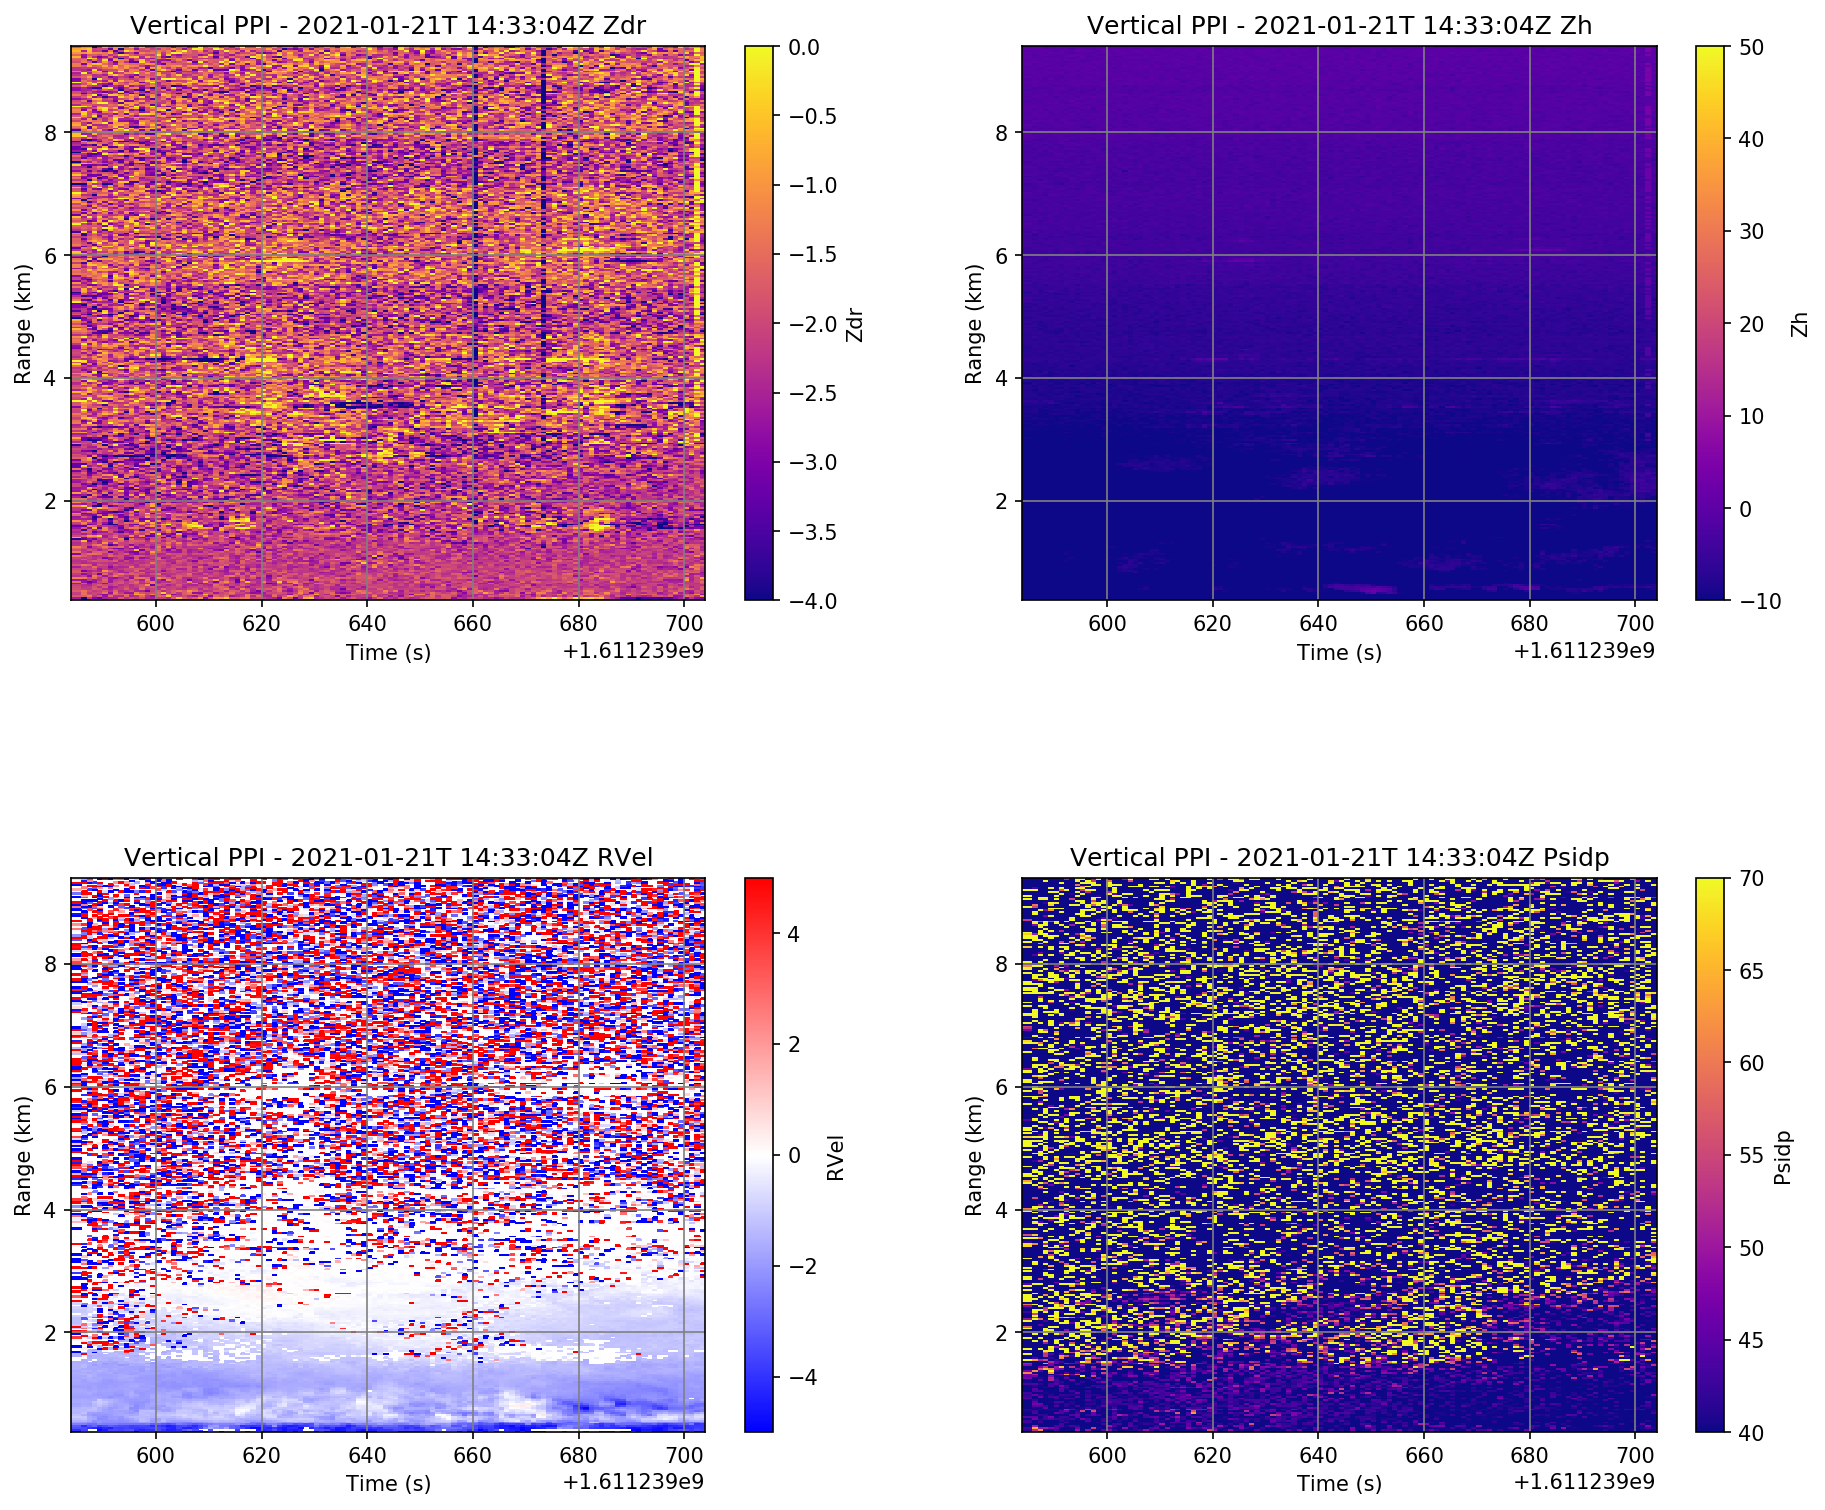 Vertical PPI - 2021-01-21T 14:33:04Z Zdr
Range (km)
8
6
4
2
600 620 640 660 680 700
Time (s)
+1.611239e9
0.0
−0.5
−1.0
−1.5
−2.0
−2.5
−3.0
−3.5
−4.0
Zdr
Vertical PPI - 2021-01-21T 14:33:04Z Zh
Range (km)
8
6
4
2
600 620 640 660 680 700
Time (s)
+1.611239e9
50
40
30
20
10
0
−10
Zh
Vertical PPI - 2021-01-21T 14:33:04Z RVel
Range (km)
8
6
4
2
600 620 640 660 680 700
Time (s)
+1.611239e9
4
2
0
−2
−4
RVel
Vertical PPI - 2021-01-21T 14:33:04Z Psidp
Range (km)
8
6
4
2
600 620 640 660 680 700
Time (s)
+1.611239e9
70
65
60
55
50
45
40
Psidp